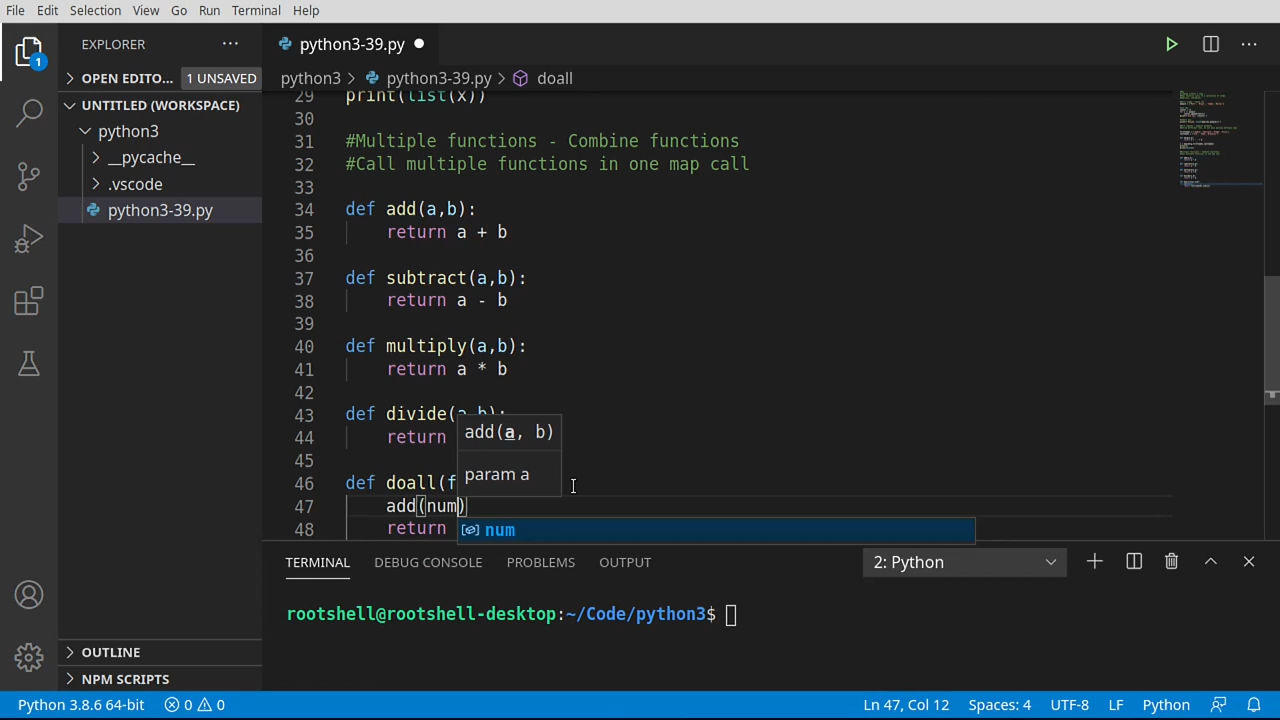 File Edit Selection View Go Run Terminal Help
EXPLORER
python3-39.py
OPEN EDITO... 1 UNSAVED
python3 > python3-39.py > doall
UNTITLED (WORKSPACE)
python3
__pycache__
.vscode
python3-39.py
1
29 print(list(x))
30
31 #Multiple functions - Combine functions
32 #Call multiple functions in one map call
33
34 def add(a,b):
35 return a + b
36
37 def subtract(a,b):
38 return a - b
39
40 def multiply(a,b):
41 return a * b
42
43 def divide(a,b):
44 return
45
46 def doall(f
47 add(num)
48 return
add(a, b)
param a
num
OUTLINE
NPM SCRIPTS
TERMINAL DEBUG CONSOLE PROBLEMS OUTPUT 2: Python
rootshell@rootshell-desktop:~/Code/python3$
Python 3.8.6 64-bit 0 0 Ln 47, Col 12 Spaces: 4 UTF-8 LF Python